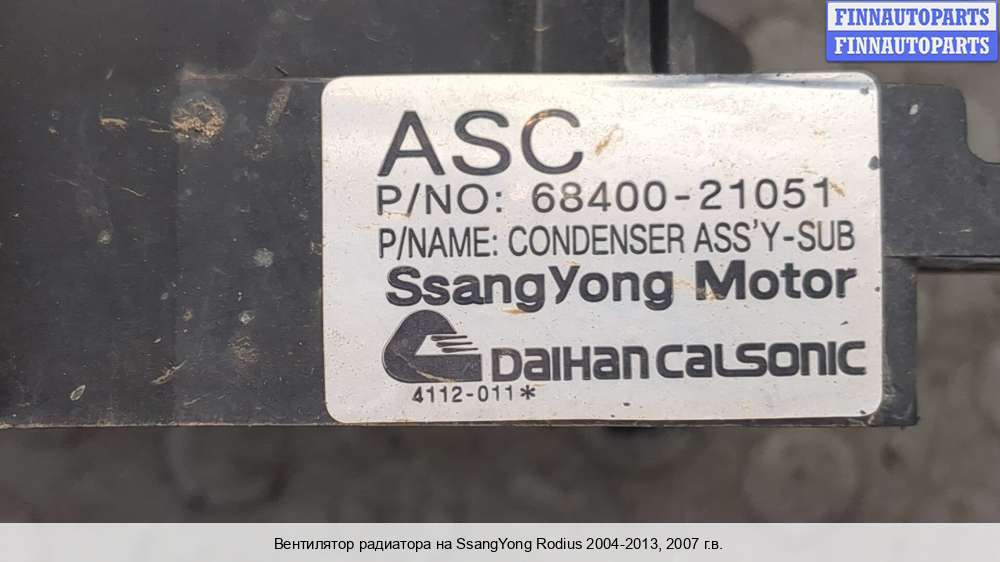 FINNAUTOPARTS
FINNAUTOPARTS
ASC
P/NO: 68400-21051
P/NAME: CONDENSER ASS'Y-SUB
SsangYong Motor
DAIHAN CALSONIC
4112-011*
Вентилятор радиатора на SsangYong Rodius 2004-2013, 2007 г.в.